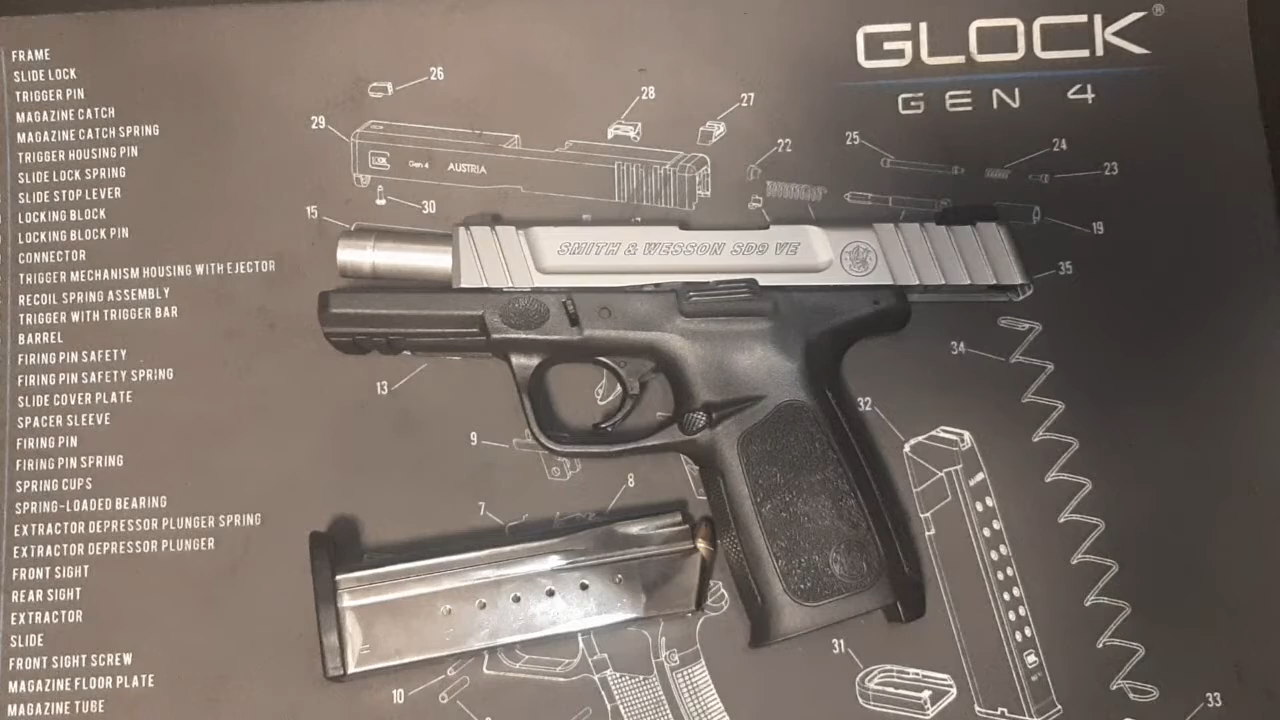 FRAME
SLIDE LOCK
TRIGGER PIN
MAGAZINE CATCH
MAGAZINE CATCH SPRING
TRIGGER HOUSING PIN
SLIDE LOCK SPRING
SLIDE STOP LEVER
LOCKING BLOCK
LOCKING BLOCK PIN
CONNECTOR
TRIGGER MECHANISM HOUSING WITH EJECTOR
RECOIL SPRING ASSEMBLY
TRIGGER WITH TRIGGER BAR
BARREL
FIRING PIN SAFETY
FIRING PIN SAFETY SPRING
SLIDE COVER PLATE
SPACER SLEEVE
FIRING PIN
FIRING PIN SPRING
SPRING CUPS
SPRING-LOADED BEARING
EXTRACTOR DEPRESSOR PLUNGER SPRING
EXTRACTOR DEPRESSOR PLUNGER
FRONT SIGHT
REAR SIGHT
EXTRACTOR
SLIDE
FRONT SIGHT SCREW
MAGAZINE FLOOR PLATE
MAGAZINE TUBE
GLOCK®
GEN 4
26
28
27
29
25
24
22
23
Gen 4 AUSTRIA
30
15
19
SMITH & WESSON SD9 VE
35
34
13
32
9
8
7
31
10
33